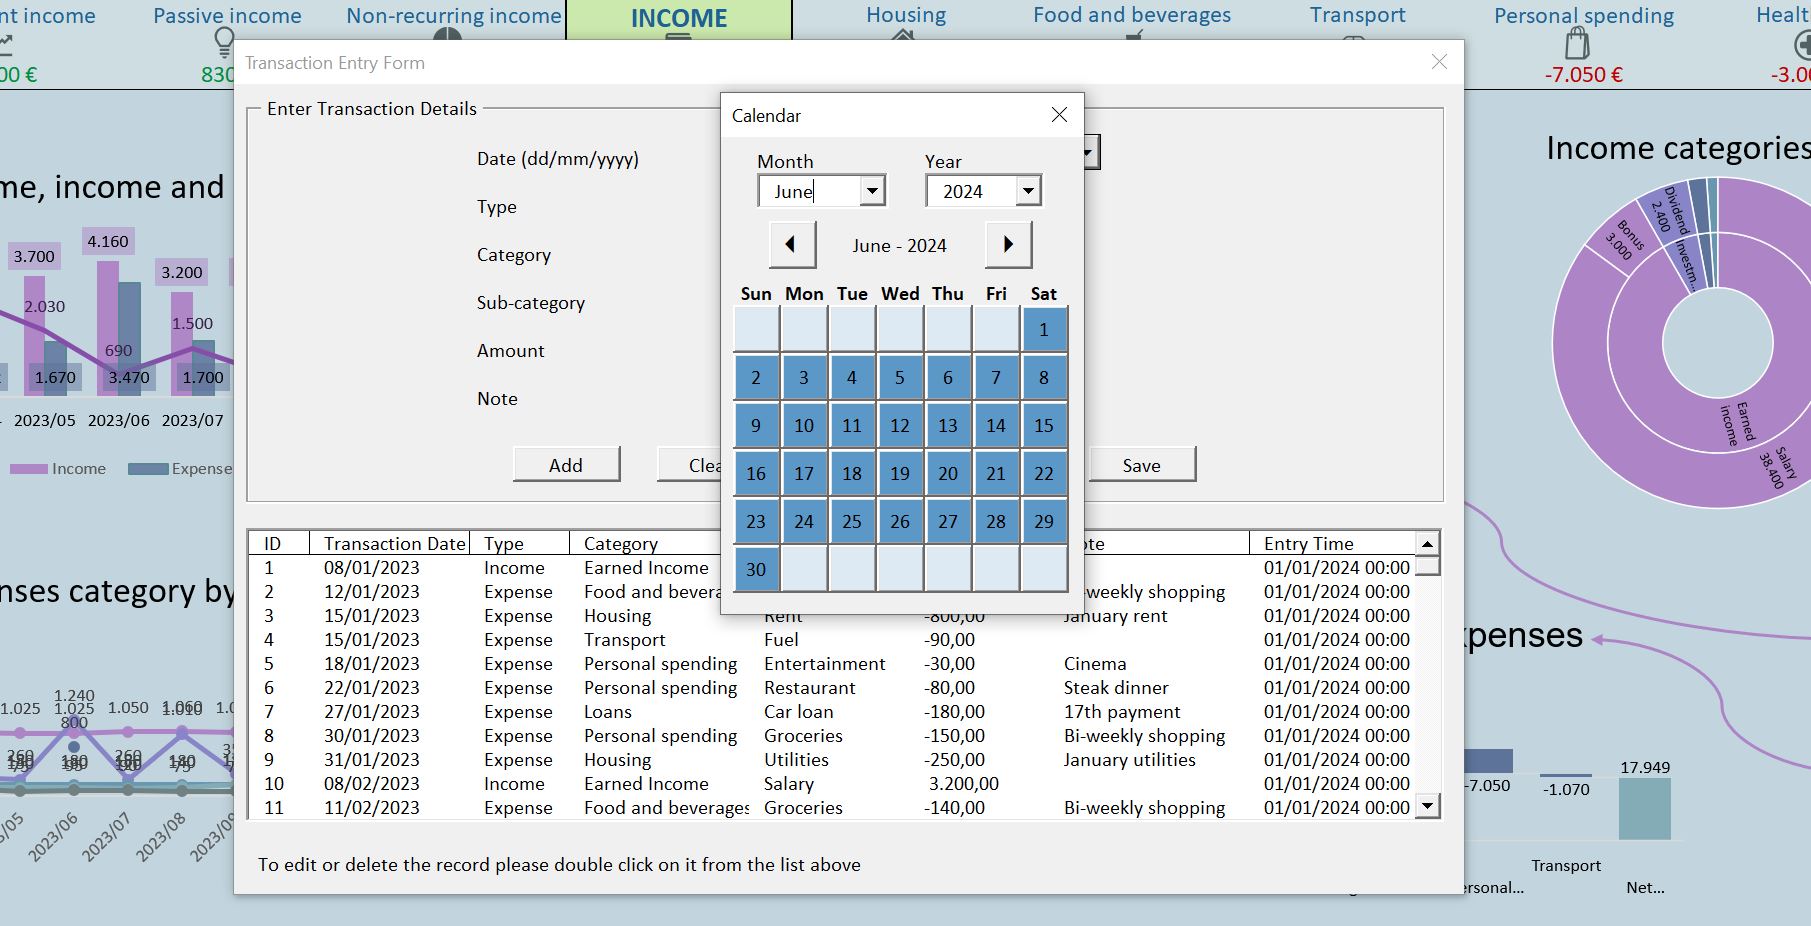 nt income
Passive income
Non-recurring income
INCOME
Housing
Food and beverages
Transport
Personal spending
Healt
00 €
830
-7.050 €
-3.00
Transaction Entry Form
Enter Transaction Details
Date (dd/mm/yyyy)
Type
Category
Sub-category
Amount
Note
Add
Clea
Save
Calendar
Month
Year
June
2024
June - 2024
Sun Mon Tue Wed Thu Fri Sat
1
2 3 4 5 6 7 8
9 10 11 12 13 14 15
16 17 18 19 20 21 22
23 24 25 26 27 28 29
30
ID Transaction Date Type Category ote Entry Time
1 08/01/2023 Income Earned Income 01/01/2024 00:00
2 12/01/2023 Expense Food and bevera -weekly shopping 01/01/2024 00:00
3 15/01/2023 Expense Housing Rent -800,00 January rent 01/01/2024 00:00
4 15/01/2023 Expense Transport Fuel -90,00 01/01/2024 00:00
5 18/01/2023 Expense Personal spending Entertainment -30,00 Cinema 01/01/2024 00:00
6 22/01/2023 Expense Personal spending Restaurant -80,00 Steak dinner 01/01/2024 00:00
7 27/01/2023 Expense Loans Car loan -180,00 17th payment 01/01/2024 00:00
8 30/01/2023 Expense Personal spending Groceries -150,00 Bi-weekly shopping 01/01/2024 00:00
9 31/01/2023 Expense Housing Utilities -250,00 January utilities 01/01/2024 00:00
10 08/02/2023 Income Earned Income Salary 3.200,00 01/01/2024 00:00
11 11/02/2023 Expense Food and beverages Groceries -140,00 Bi-weekly shopping 01/01/2024 00:00
To edit or delete the record please double click on it from the list above
me, income and
3.700
4.160
3.200
2.030
690
1.500
1.670
3.470
1.700
2023/05 2023/06 2023/07
Income Expense
nses category by
1.240
1.025
1.025
1.050
1.060
1.010
1.0
800
260
180
260
180
180
140
75
3/05
2023/06
2023/07
2023/08
2023/09
Income categories
Bonus
3.000
Dividend
2.400
Investm...
Earned
income
Salary
38.400
xpenses
-7.050
-1.070
17.949
Transport
ersonal...
Net...